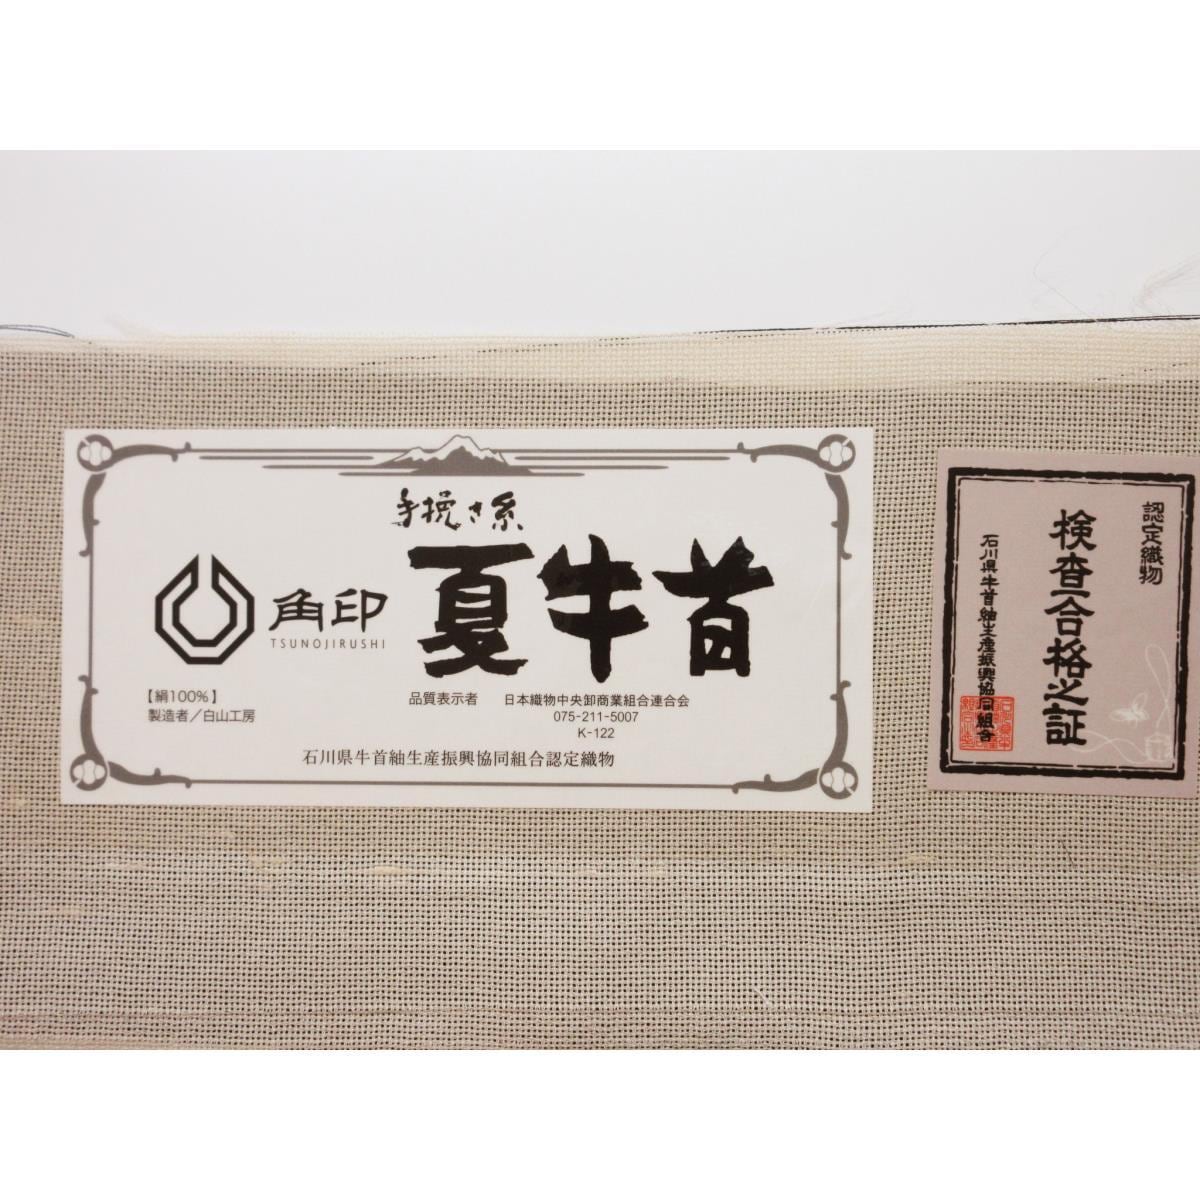 手挽き糸
夏牛首
角印
TSUNOJIRUSHI
【絹100%】
製造者／白山工房
品質表示者 日本織物中央卸商業組合連合会
075-211-5007
K-122
石川県牛首紬生産振興協同組合認定織物
認定織物
検査合格之証
石川県牛首紬生産振興協同組合